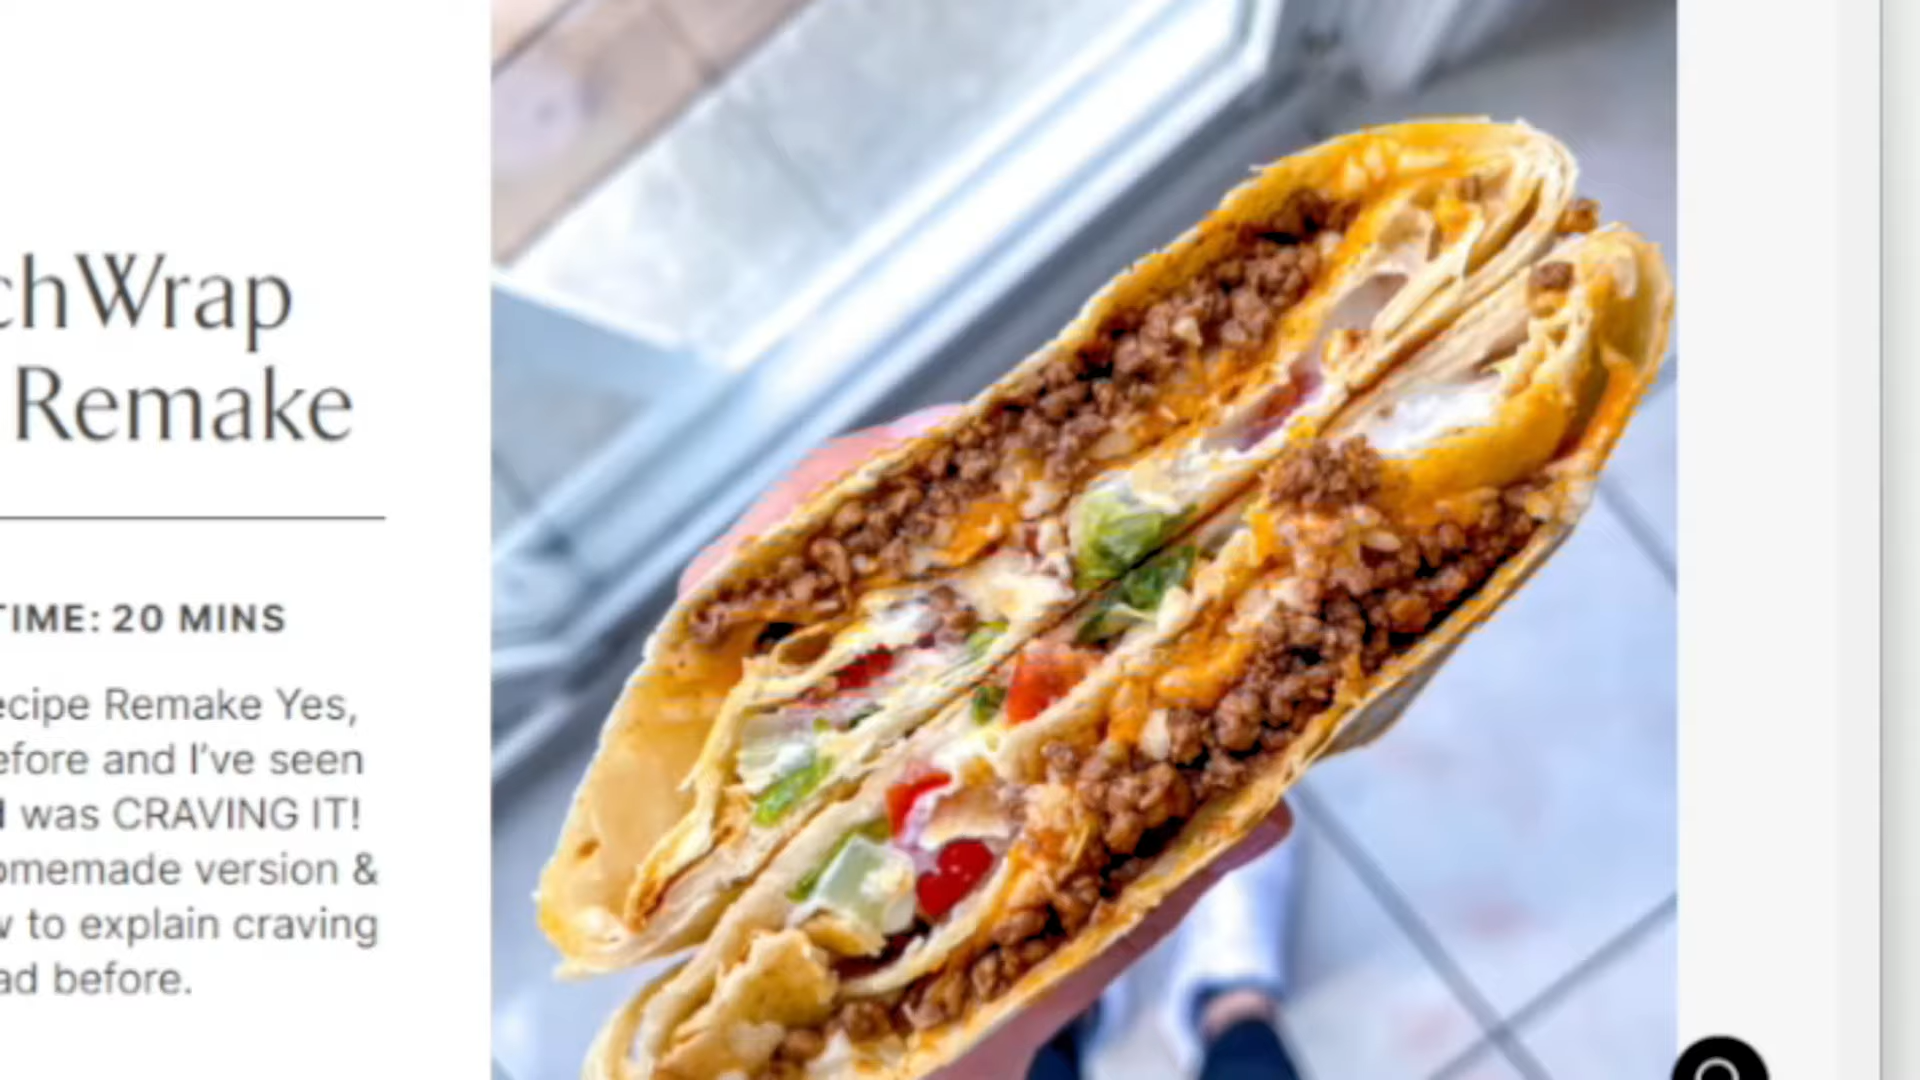 chWrap
Remake
TIME: 20 MINS
ecipe Remake Yes,
efore and I've seen
I was CRAVING IT!
omemade version &
w to explain craving
ad before.